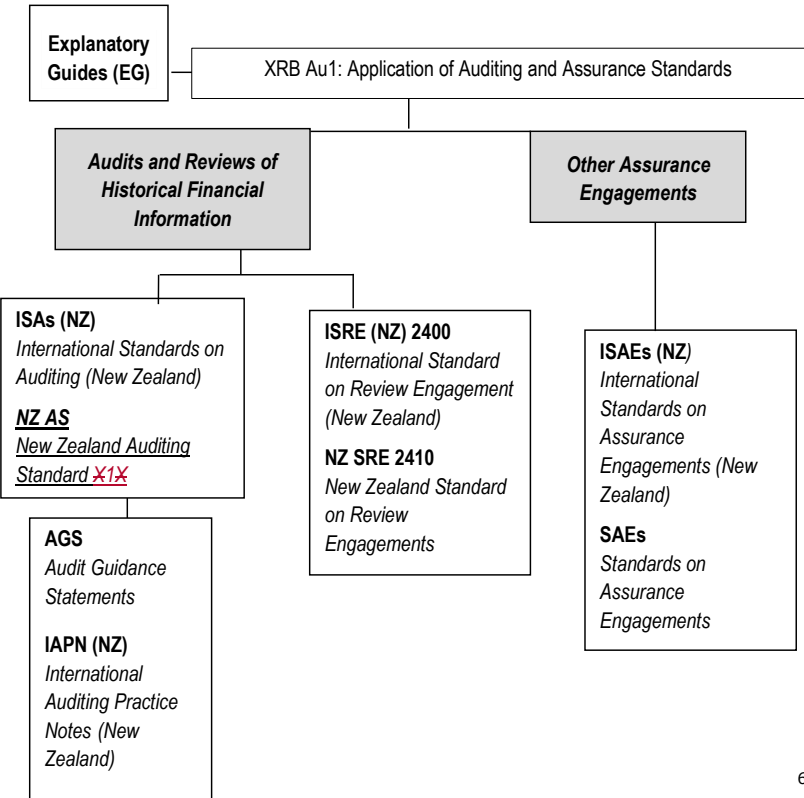 Explanatory
Guides (EG)
XRB Au1: Application of Auditing and Assurance Standards
Audits and Reviews of
Historical Financial
Information
Other Assurance
Engagements
ISAs (NZ)
International Standards on
Auditing (New Zealand)
NZ AS
New Zealand Auditing
Standard X1X
AGS
Audit Guidance
Statements
IAPN (NZ)
International
Auditing Practice
Notes (New
Zealand)
ISRE (NZ) 2400
International Standard
on Review Engagement
(New Zealand)
NZ SRE 2410
New Zealand Standard
on Review
Engagements
ISAEs (NZ)
International
Standards on
Assurance
Engagements (New
Zealand)
SAEs
Standards on
Assurance
Engagements
6